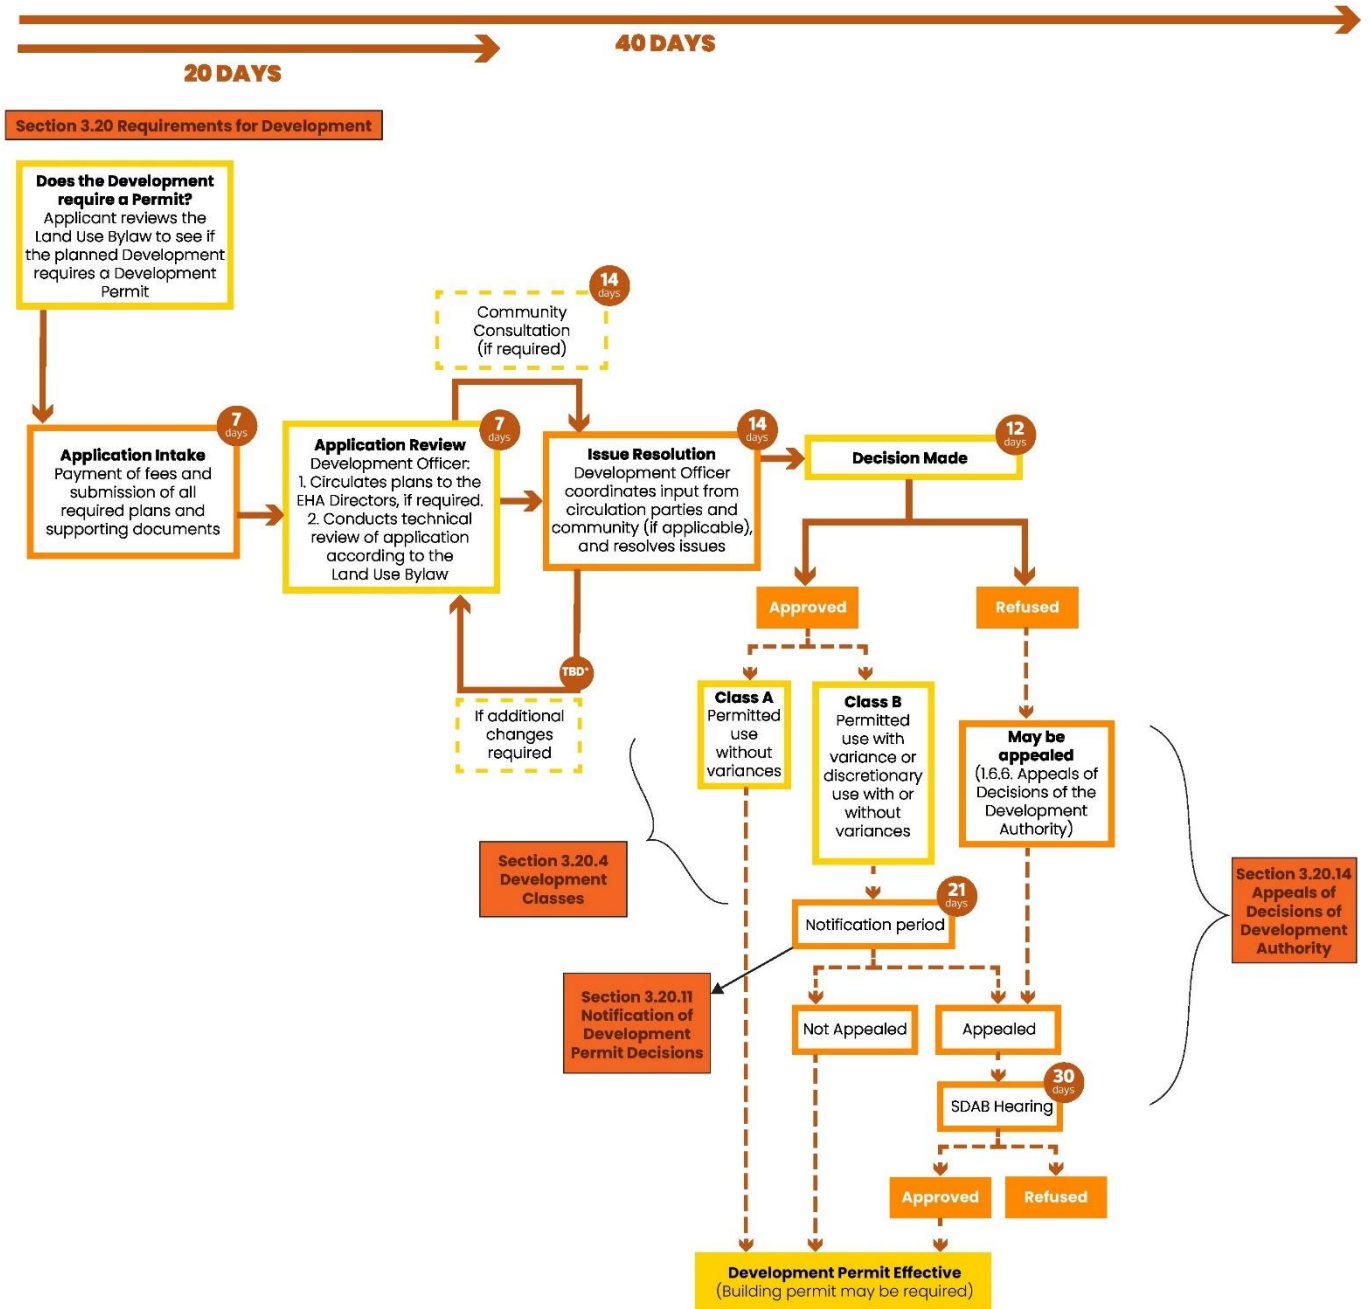 40 DAYS
20 DAYS
Section 3.20 Requirements for Development
Does the Development
require a Permit?
Applicant reviews the
Land Use Bylaw to see if
the planned Development
requires a Development
Permit
14
days
Community
Consultation
(if required)
7
days
Application Intake
Payment of fees and
submission of all
required plans and
supporting documents
7
days
Application Review
Development Officer:
1. Circulates plans to the
EHA Directors, if required.
2. Conducts technical
review of application
according to the
Land Use Bylaw
14
days
Issue Resolution
Development Officer
coordinates input from
circulation parties and
community (if applicable),
and resolves issues
12
days
Decision Made
TBD*
If additional
changes
required
Approved
Refused
Class A
Permitted
use
without
variances
Class B
Permitted
use with
variance or
discretionary
use with or
without
variances
May be
appealed
(1.6.6. Appeals of
Decisions of the
Development
Authority)
Section 3.20.4
Development
Classes
21
days
Notification period
Section 3.20.14
Appeals of
Decisions of
Development
Authority
Section 3.20.11
Notification of
Development
Permit Decisions
Not Appealed
Appealed
30
days
SDAB Hearing
Approved
Refused
Development Permit Effective
(Building permit may be required)